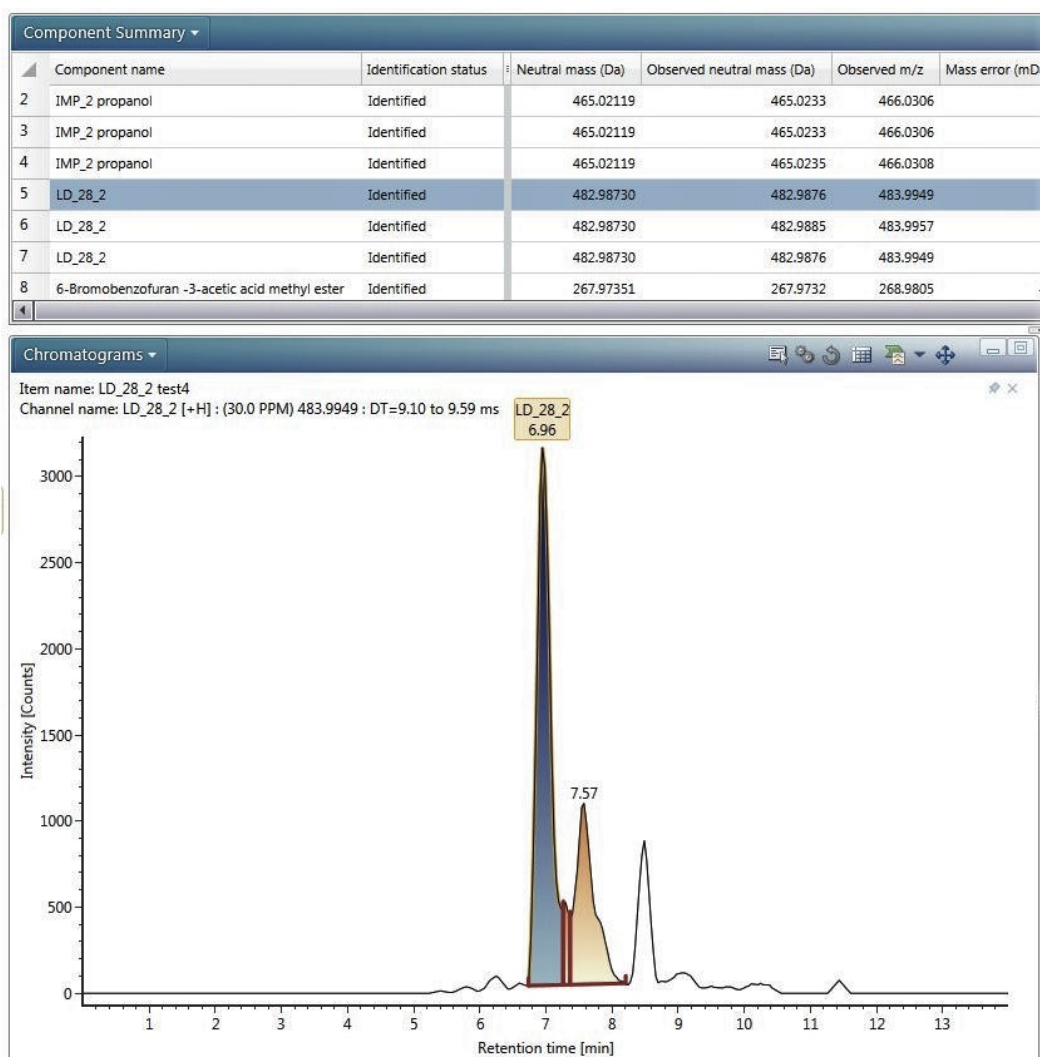 Component Summary
Component name Identification status Neutral mass (Da) Observed neutral mass (Da) Observed m/z Mass error (mD
2 IMP_2 propanol Identified 465.02119 465.0233 466.0306
3 IMP_2 propanol Identified 465.02119 465.0233 466.0306
4 IMP_2 propanol Identified 465.02119 465.0235 466.0308
5 LD_28_2 Identified 482.98730 482.9876 483.9949
6 LD_28_2 Identified 482.98730 482.9885 483.9957
7 LD_28_2 Identified 482.98730 482.9876 483.9949
8 6-Bromobenzofuran -3-acetic acid methyl ester Identified 267.97351 267.9732 268.9805
Chromatograms
Item name: LD_28_2 test4
Channel name: LD_28_2 [+H] : (30.0 PPM) 483.9949 : DT=9.10 to 9.59 ms
LD_28_2
6.96
7.57
3000
2500
2000
1500
1000
500
0
Intensity [Counts]
1 2 3 4 5 6 7 8 9 10 11 12 13
Retention time [min]